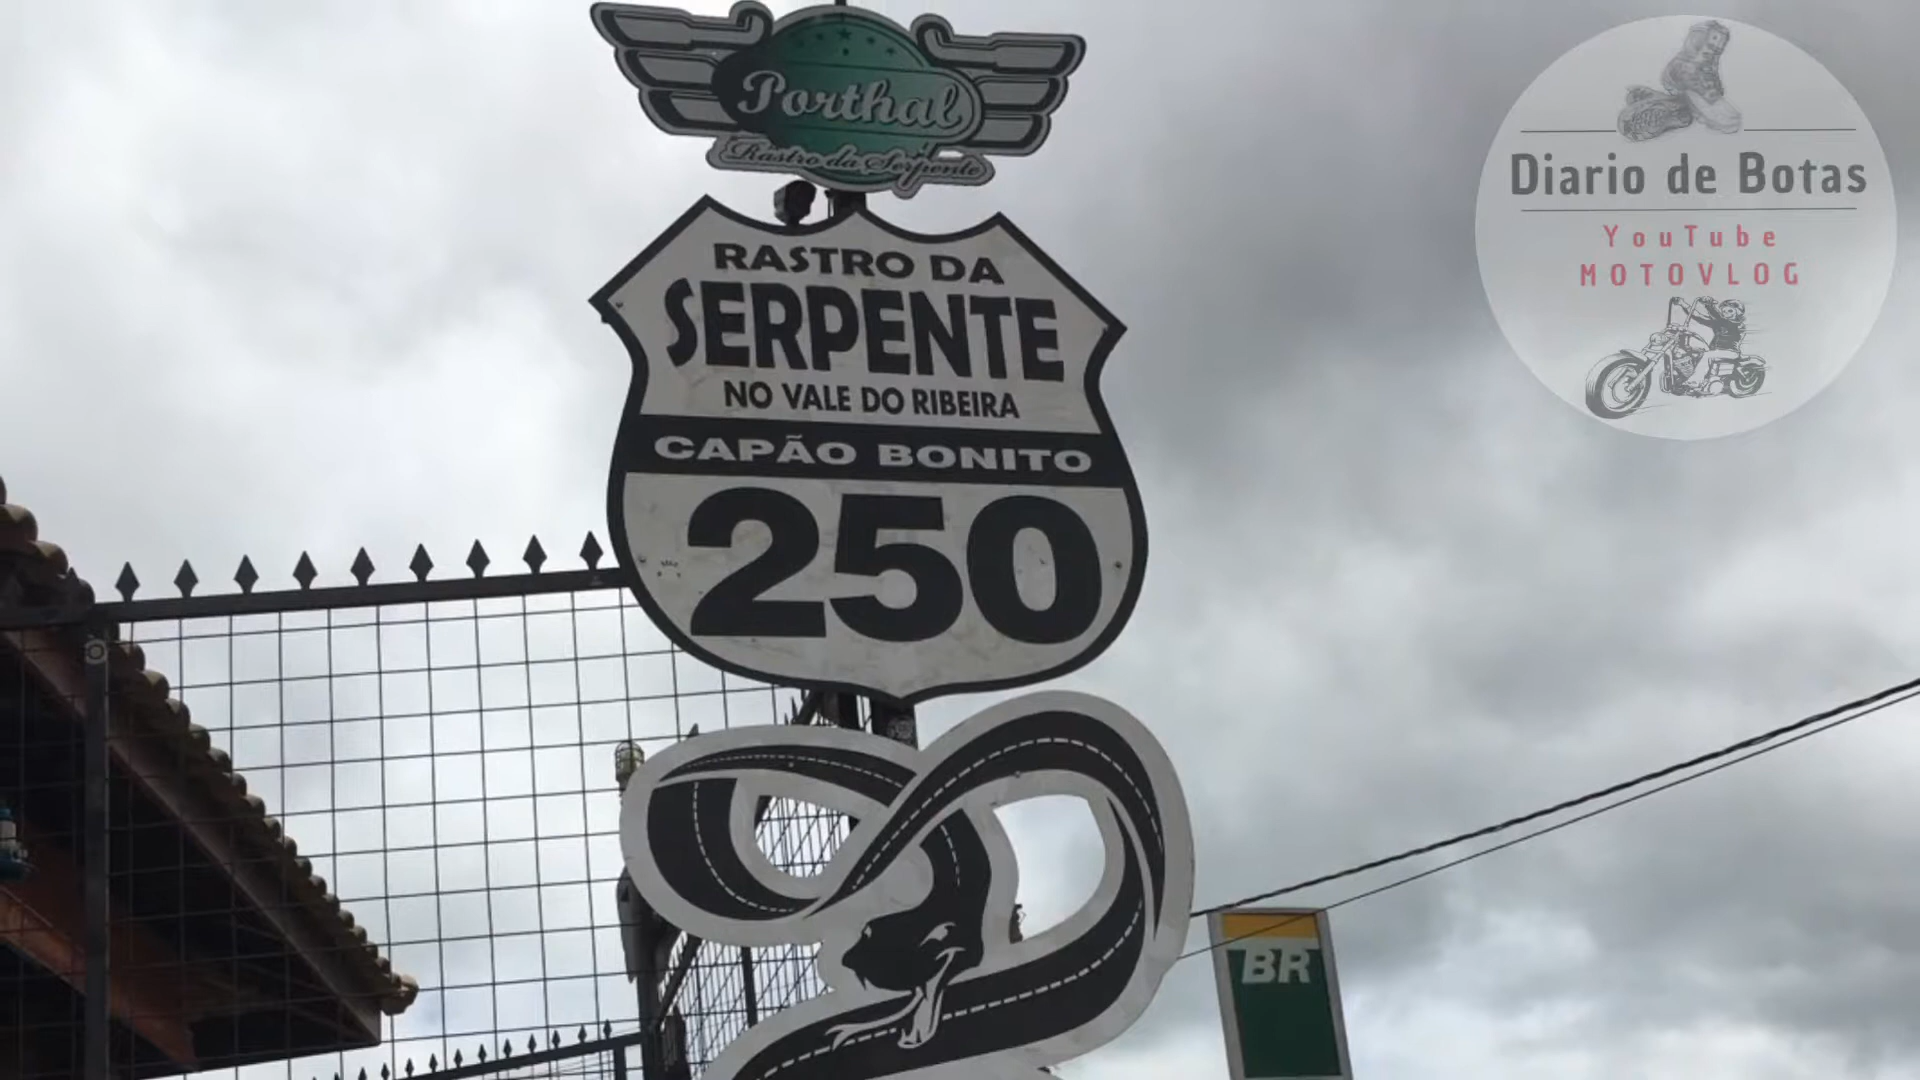 Porthal
Rastro da Serpente
RASTRO DA
SERPENTE
NO VALE DO RIBEIRA
CAPÃO BONITO
250
BR
Diario de Botas
YouTube
MOTOVLOG